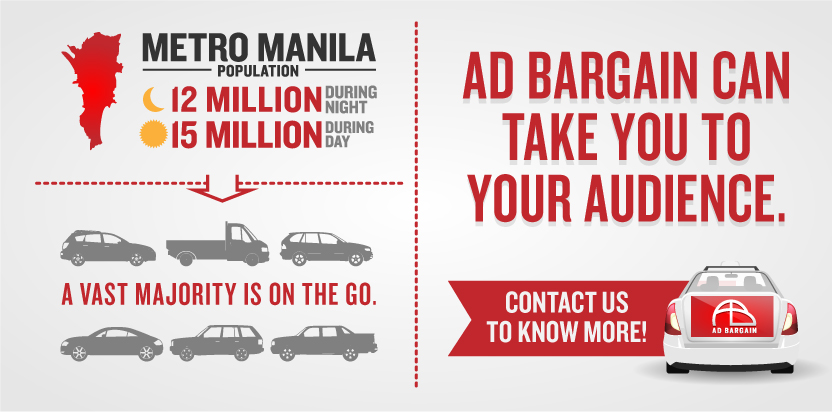 METRO MANILA
POPULATION
12 MILLION DURING NIGHT
15 MILLION DURING DAY
A VAST MAJORITY IS ON THE GO.
AD BARGAIN CAN
TAKE YOU TO
YOUR AUDIENCE.
CONTACT US
TO KNOW MORE!
AD BARGAIN